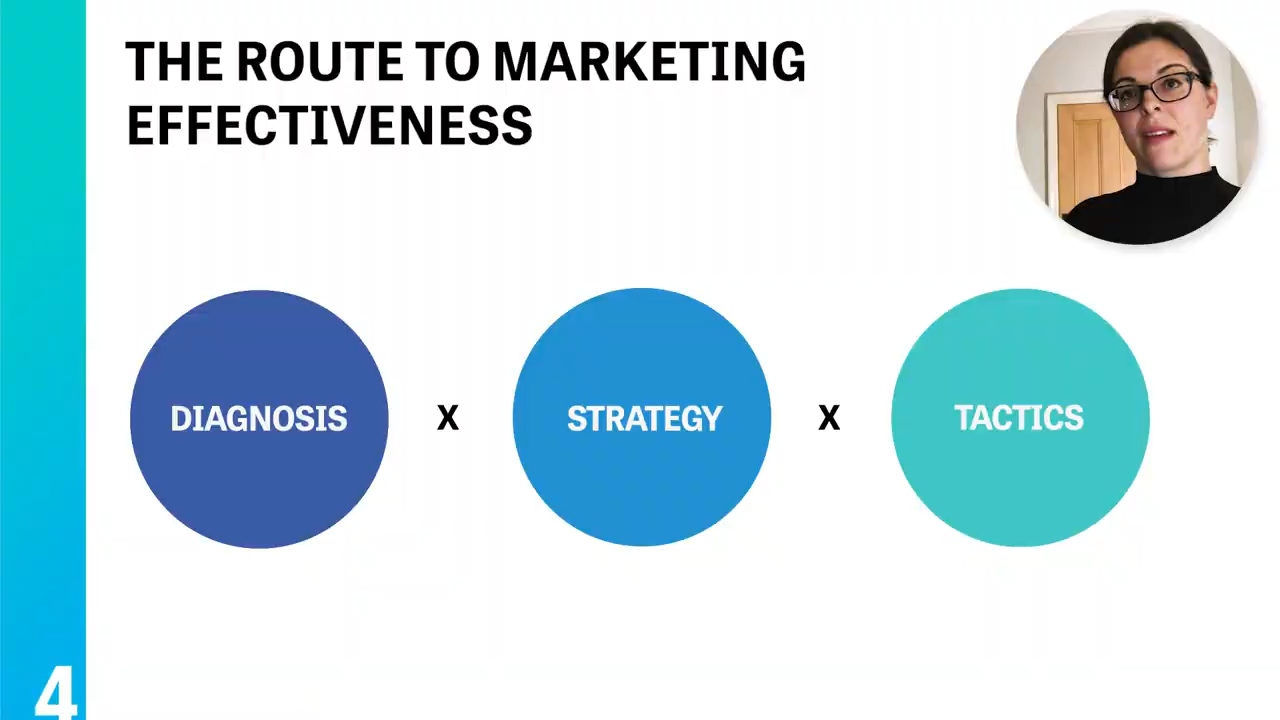 THE ROUTE TO MARKETING
EFFECTIVENESS
DIAGNOSIS X STRATEGY X TACTICS
4